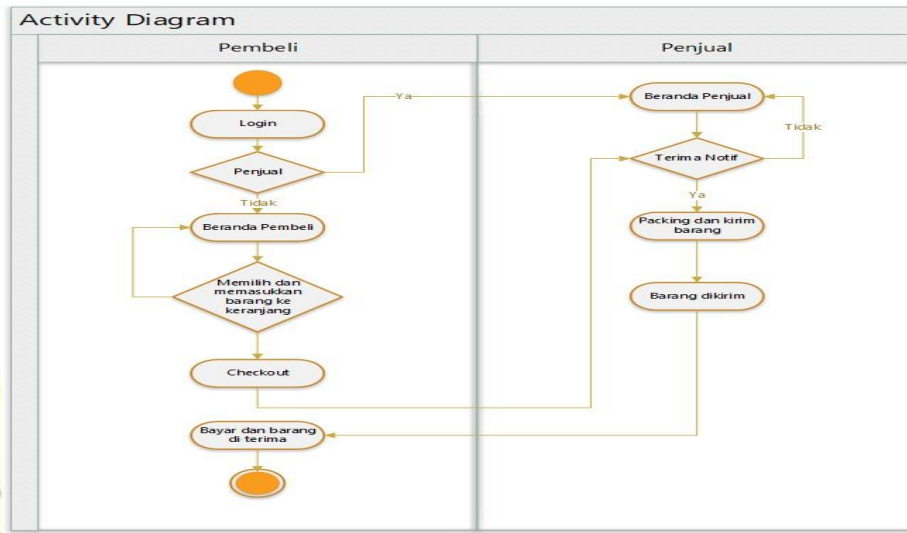 Activity Diagram
Pembeli
Penjual
Login
Penjual
Ya
Tidak
Beranda Pembeli
Memilih dan
memasukkan
barang ke
keranjang
Checkout
Bayar dan barang
di terima
Beranda Penjual
Tidak
Terima Notif
Ya
Packing dan kirim
barang
Barang dikirim